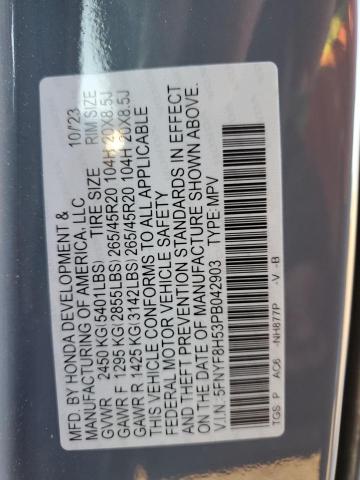 MFD. BY HONDA DEVELOPMENT & 10/23
MANUFACTURING OF AMERICA, LLC
GVWR 2450 KG(5401LBS) TIRE SIZE RIM SIZE
GAWR F 1295 KG(2855LBS)265/45R20 104H 20X8.5J
GAWR R 1425 KG(3142LBS)265/45R20 104H 20X8.5J
THIS VEHICLE CONFORMS TO ALL APPLICABLE
FEDERAL MOTOR VEHICLE SAFETY
AND THEFT PREVENTION STANDARDS IN EFFECT
ON THE DATE OF MANUFACTURE SHOWN ABOVE.
V.I.N.:5FNYF8H53PB042903 TYPE:MPV
TGS P AC6 -NH877P -V -B